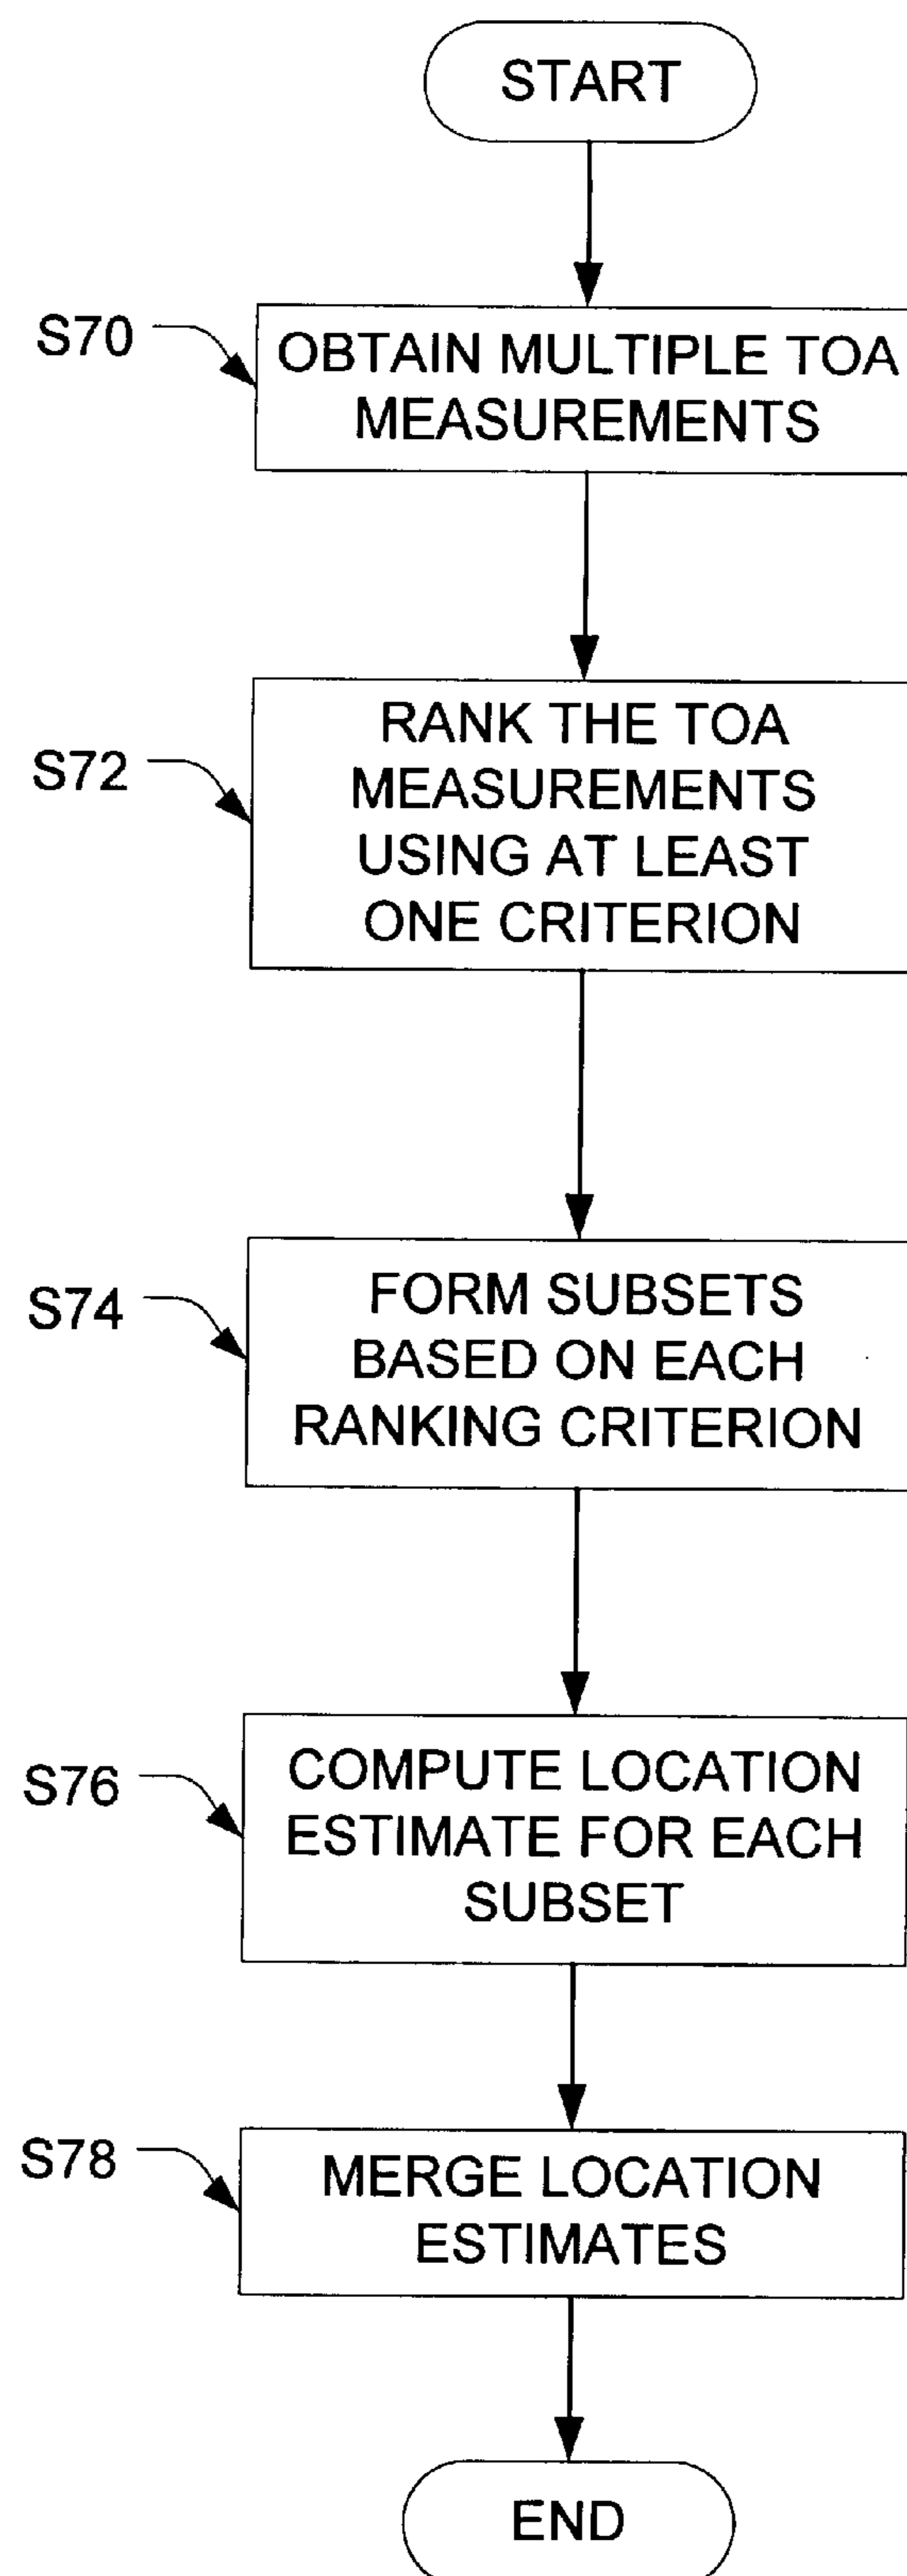 START
S70
OBTAIN MULTIPLE TOA
MEASUREMENTS
S72
RANK THE TOA
MEASUREMENTS
USING AT LEAST
ONE CRITERION
S74
FORM SUBSETS
BASED ON EACH
RANKING CRITERION
S76
COMPUTE LOCATION
ESTIMATE FOR EACH
SUBSET
S78
MERGE LOCATION
ESTIMATES
END